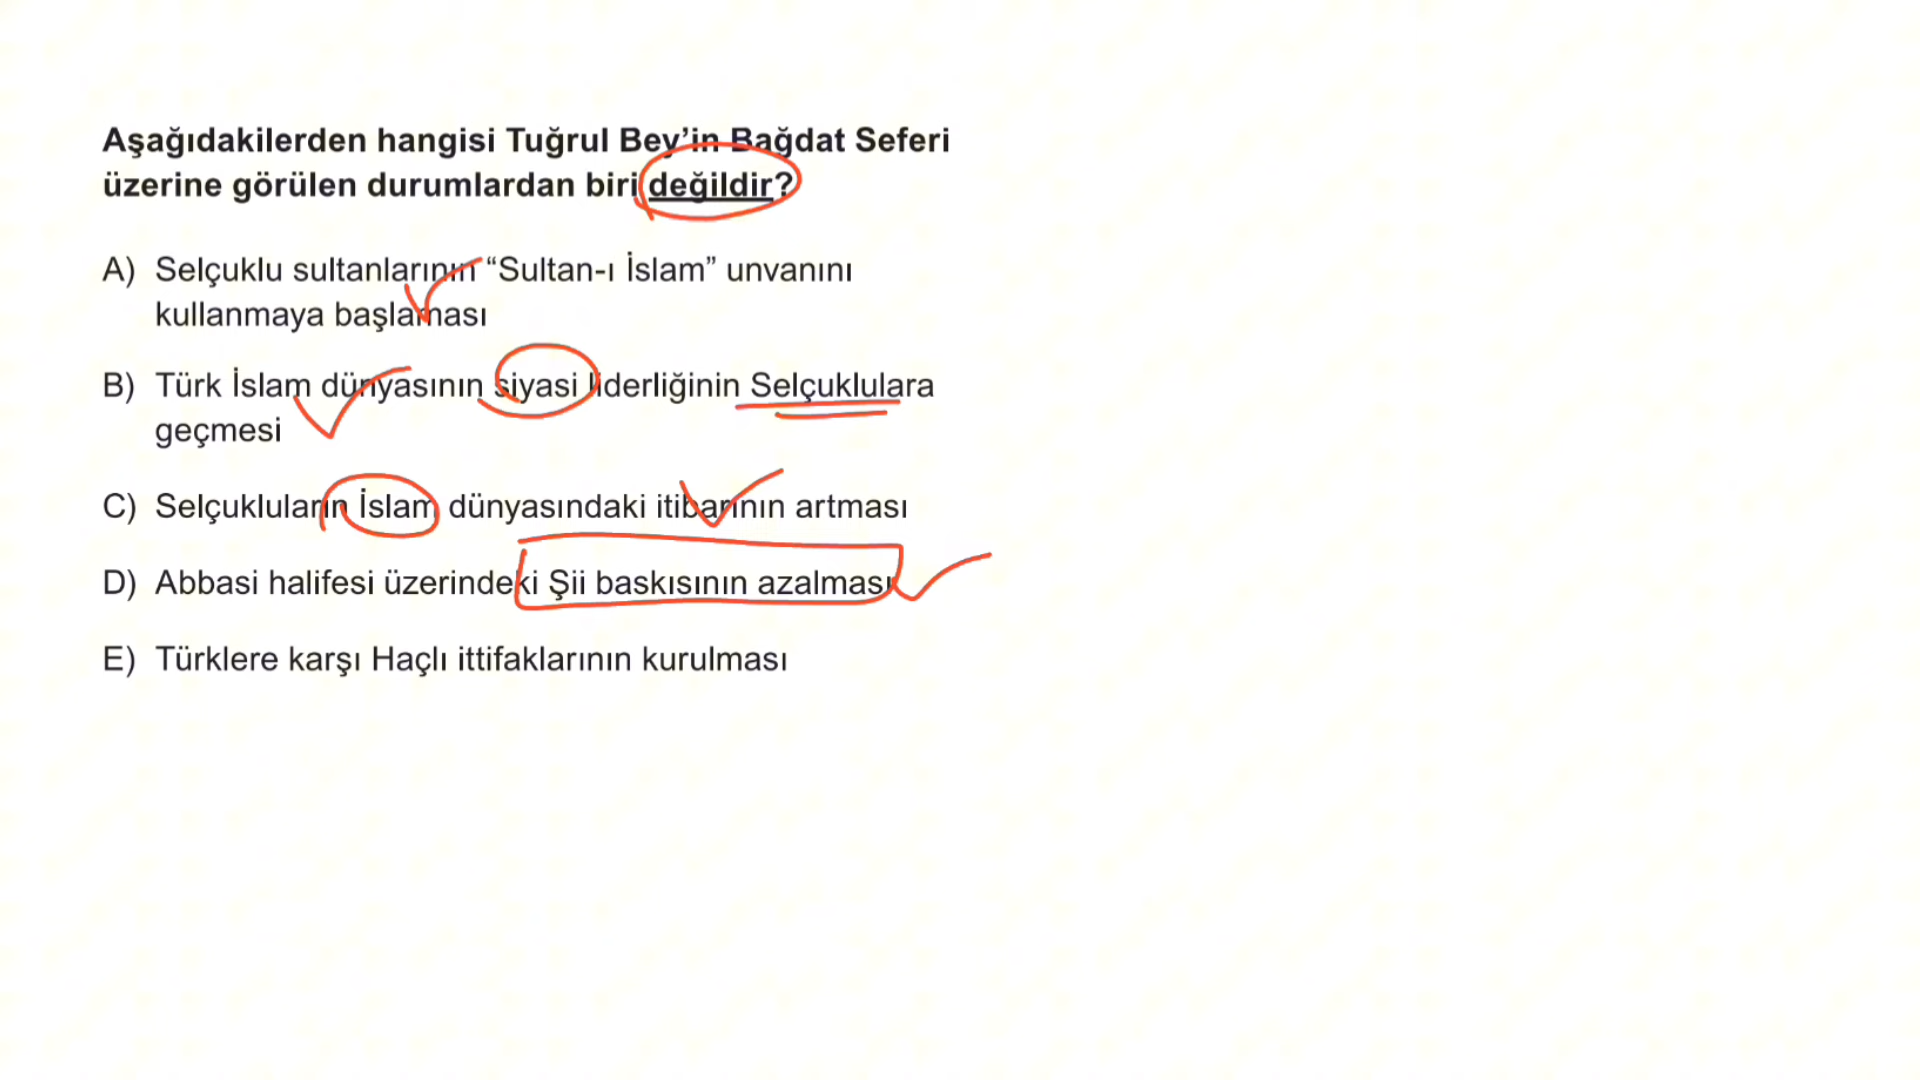 Aşağıdakilerden hangisi Tuğrul Bey’in Bağdat Seferi
üzerine görülen durumlardan biri değildir?
A) Selçuklu sultanlarının “Sultan-ı İslam” unvanını
kullanmaya başlaması
B) Türk İslam dünyasının siyasi liderliğinin Selçuklulara
geçmesi
C) Selçukluların İslam dünyasındaki itibarının artması
D) Abbasi halifesi üzerindeki Şii baskısının azalması
E) Türklere karşı Haçlı ittifaklarının kurulması